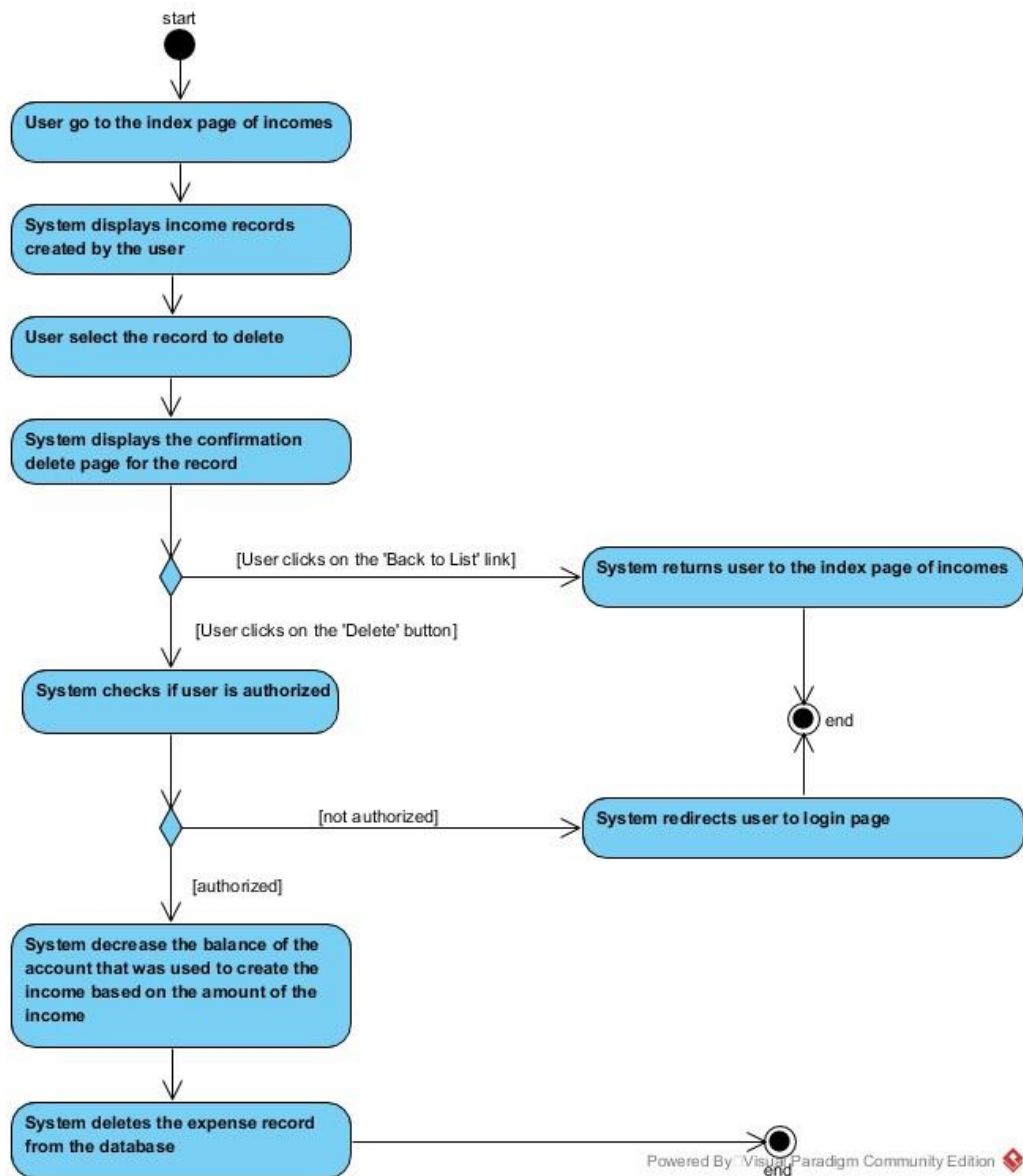 start
User go to the index page of incomes
System displays income records
created by the user
User select the record to delete
System displays the confirmation
delete page for the record
[User clicks on the 'Back to List' link]
System returns user to the index page of incomes
[User clicks on the 'Delete' button]
System checks if user is authorized
end
[not authorized]
System redirects user to login page
[authorized]
System decrease the balance of the
account that was used to create the
income based on the amount of the
income
System deletes the expense record
from the database
end
Powered By Visual Paradigm Community Edition